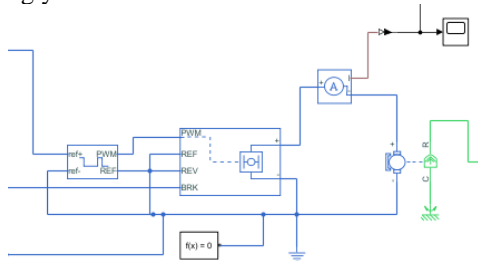 A
I
PWM
ref+ PWM
REF
ref- REF
REV
BRK
R
C
f(x) = 0